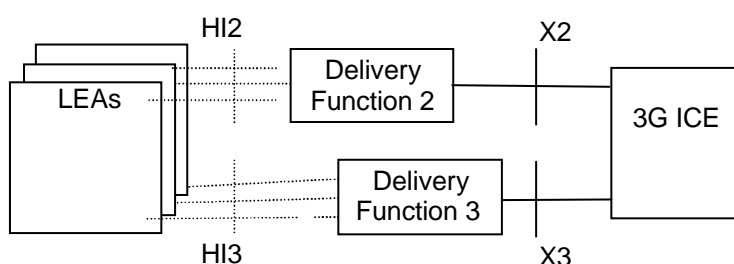 HI2
X2
LEAs
Delivery
Function 2
3G ICE
Delivery
Function 3
HI3
X3